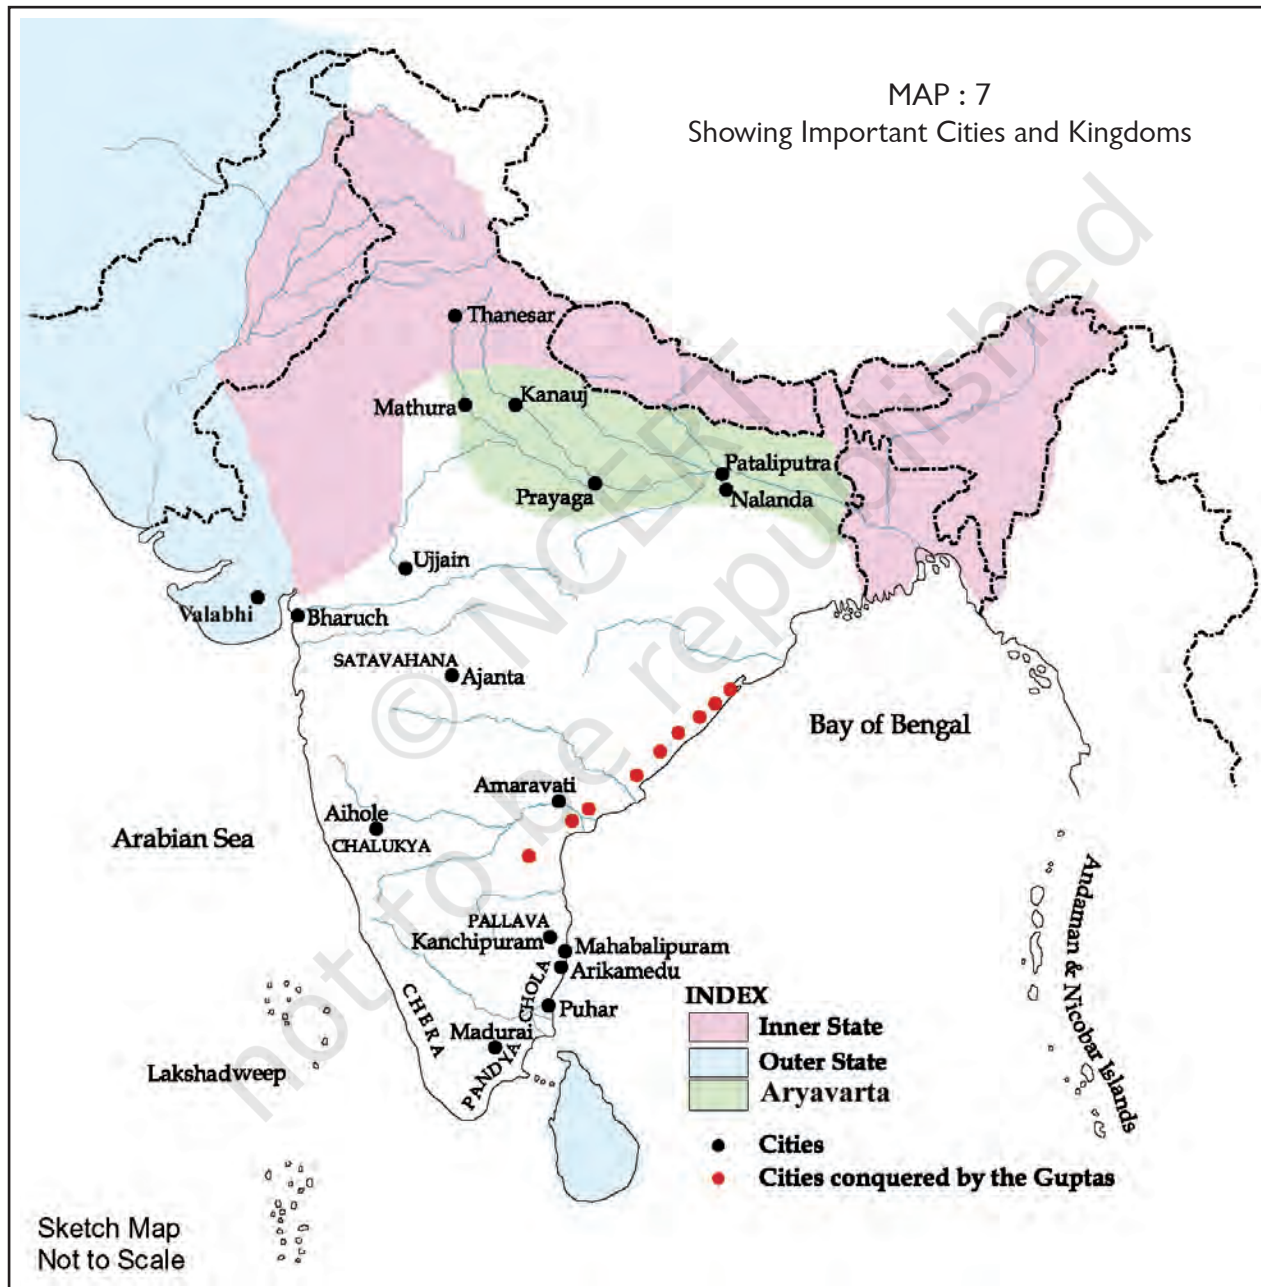 MAP : 7
Showing Important Cities and Kingdoms
Thanesar
Mathura
Kanauj
Pataliputra
Prayaga
Nalanda
Ujjain
Valabhi
Bharuch
SATAVAHANA
Ajanta
Bay of Bengal
Amaravati
Aihole
Arabian Sea
CHALUKYA
PALLAVA
Kanchipuram
Mahabalipuram
Arikamedu
CHOLA
CHERA
Puhar
Madurai
PANDYA
Lakshadweep
Andaman & Nicobar Islands
INDEX
Inner State
Outer State
Aryavarta
Cities
Cities conquered by the Guptas
Sketch Map
Not to Scale
© NCERT
not to be republished